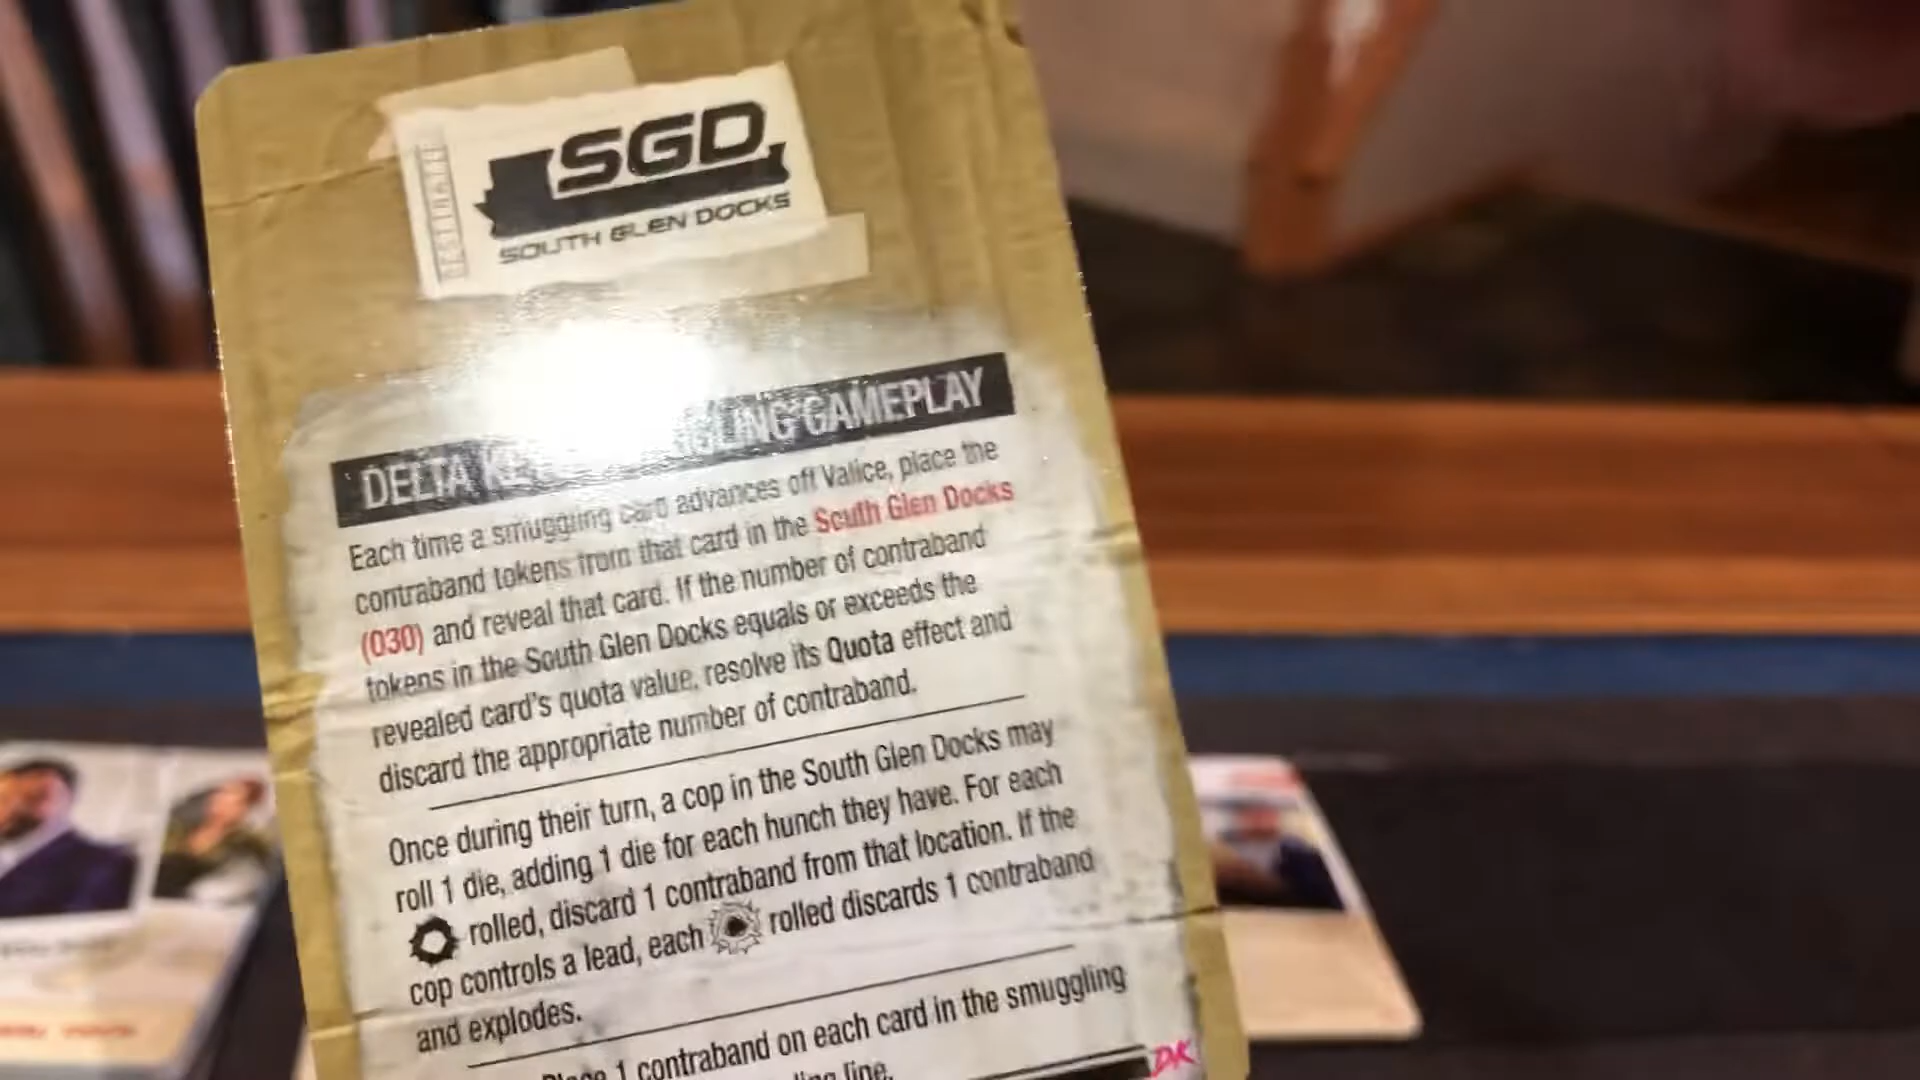 SGD
SOUTH GLEN DOCKS
DELTA GAMEPLAY
Each time a smuggling card advances off Valice, place the
contraband tokens from that card in the South Glen Docks
(030) and reveal that card. If the number of contraband
tokens in the South Glen Docks equals or exceeds the
revealed card's quota value, resolve its Quota effect and
discard the appropriate number of contraband.
Once during their turn, a cop in the South Glen Docks may
roll 1 die, adding 1 die for each hunch they have. For each
rolled, discard 1 contraband from that location. If the
cop controls a lead, each rolled discards 1 contraband
and explodes.
1 contraband on each card in the smuggling
line.
DK